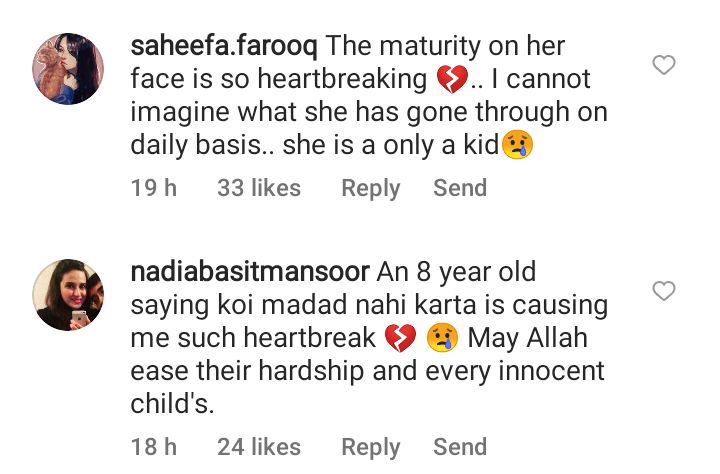 saheefa.farooq The maturity on her
face is so heartbreaking 💔.. I cannot
imagine what she has gone through on
daily basis.. she is a only a kid😢
19 h 33 likes Reply Send
nadiabasitmansoor An 8 year old
saying koi madad nahi karta is causing
me such heartbreak 💔 😢 May Allah
ease their hardship and every innocent
child's.
18 h 24 likes Reply Send